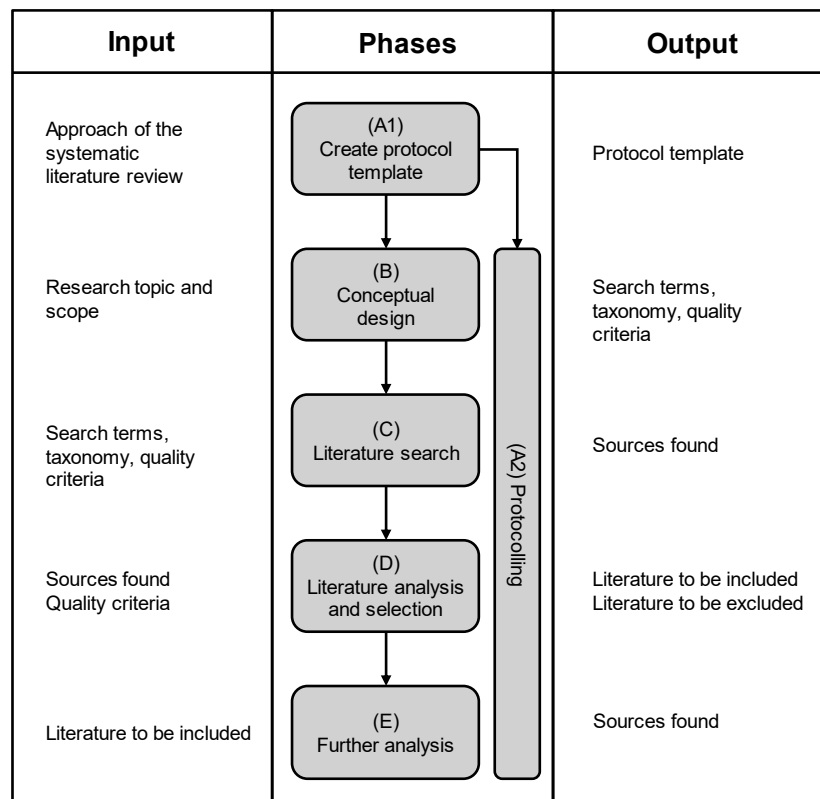 Input
Phases
Output
Approach of the
systematic
literature review
(A1)
Create protocol
template
Protocol template
Research topic and
scope
(B)
Conceptual
design
Search terms,
taxonomy, quality
criteria
Search terms,
taxonomy, quality
criteria
(C)
Literature search
Sources found
(A2) Protocolling
Sources found
Quality criteria
(D)
Literature analysis
and selection
Literature to be included
Literature to be excluded
Literature to be included
(E)
Further analysis
Sources found